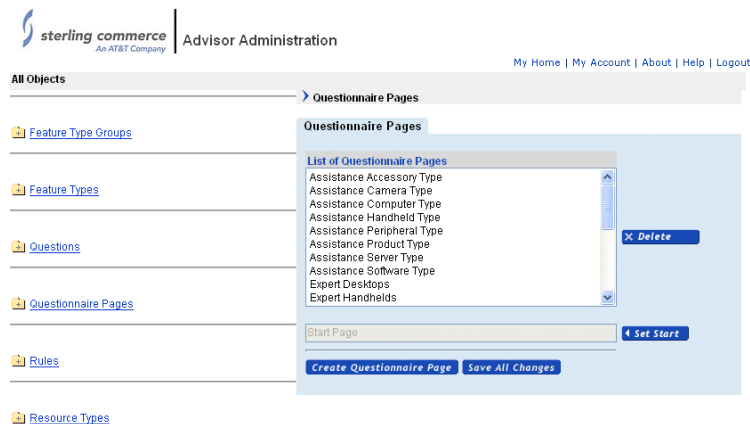 sterling commerce
An AT&T Company
Advisor Administration
My Home | My Account | About | Help | Logout
All Objects
Questionnaire Pages
Feature Type Groups
Feature Types
Questions
Questionnaire Pages
Rules
Resource Types
Questionnaire Pages
List of Questionnaire Pages
Assistance Accessory Type
Assistance Camera Type
Assistance Computer Type
Assistance Handheld Type
Assistance Peripheral Type
Assistance Product Type
Assistance Server Type
Assistance Software Type
Expert Desktops
Expert Handhelds
Delete
Start Page
Set Start
Create Questionnaire Page
Save All Changes